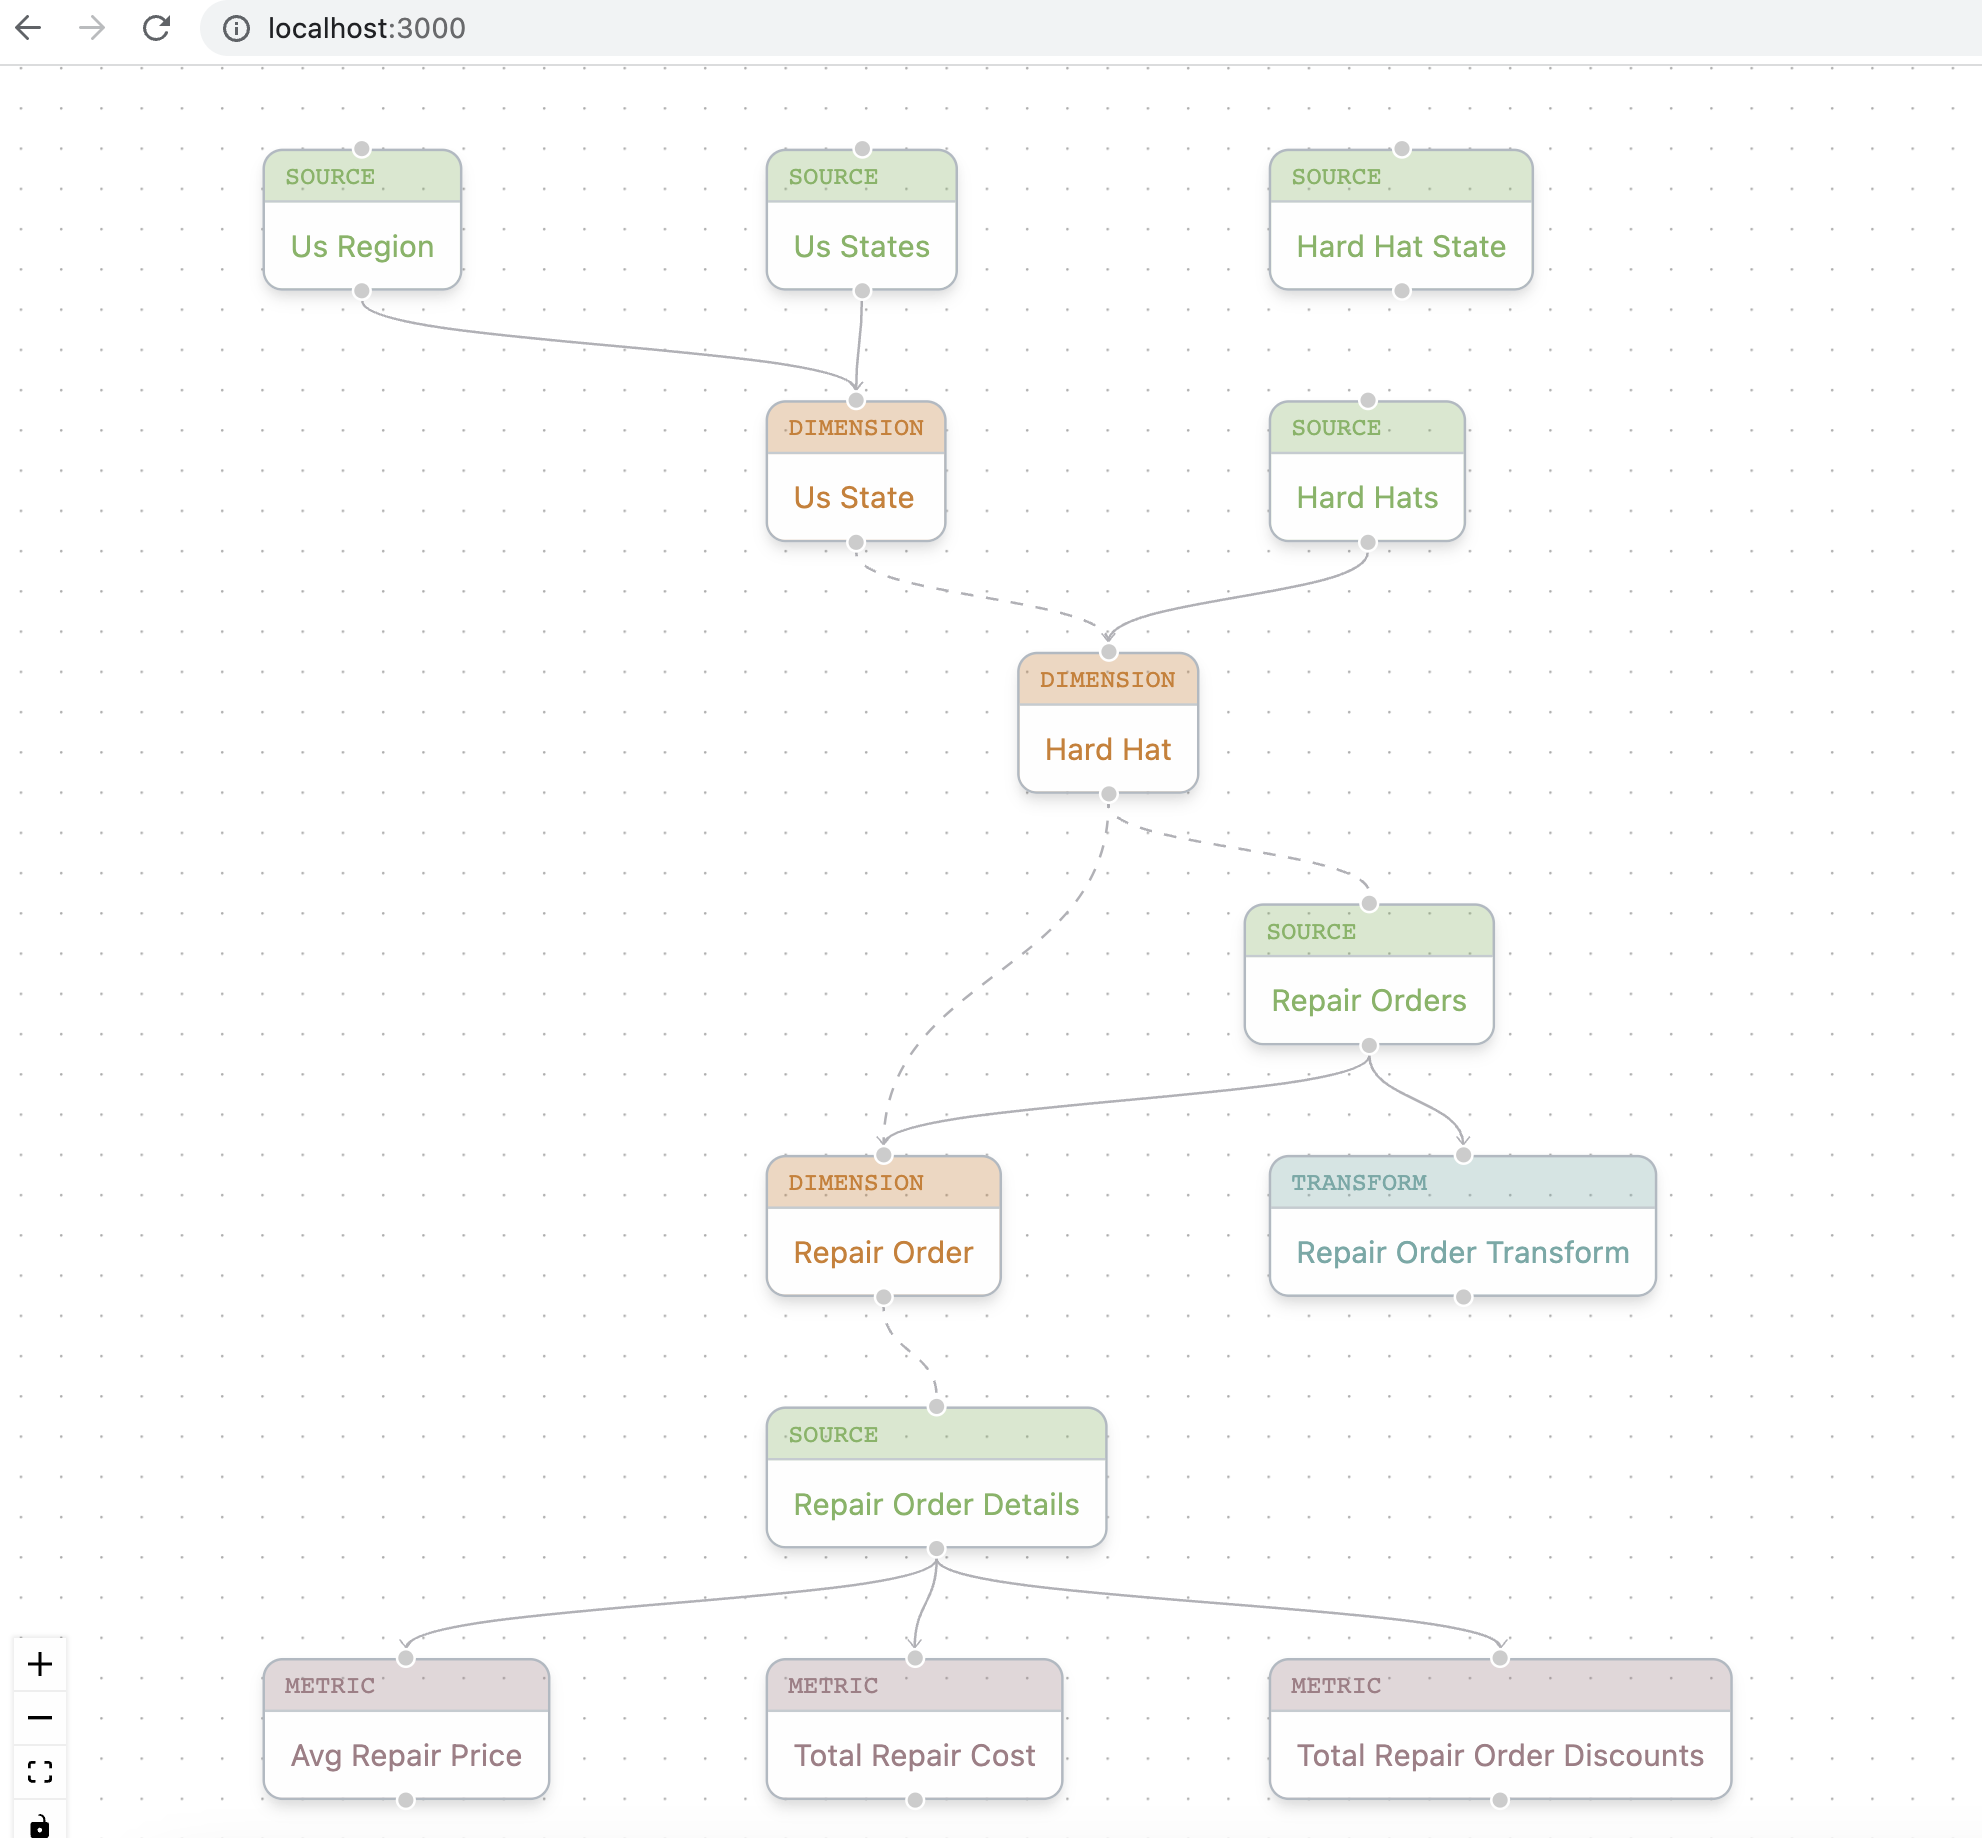 localhost:3000
SOURCE
Us Region
SOURCE
Us States
SOURCE
Hard Hat State
DIMENSION
Us State
SOURCE
Hard Hats
DIMENSION
Hard Hat
SOURCE
Repair Orders
DIMENSION
Repair Order
TRANSFORM
Repair Order Transform
SOURCE
Repair Order Details
METRIC
Avg Repair Price
METRIC
Total Repair Cost
METRIC
Total Repair Order Discounts